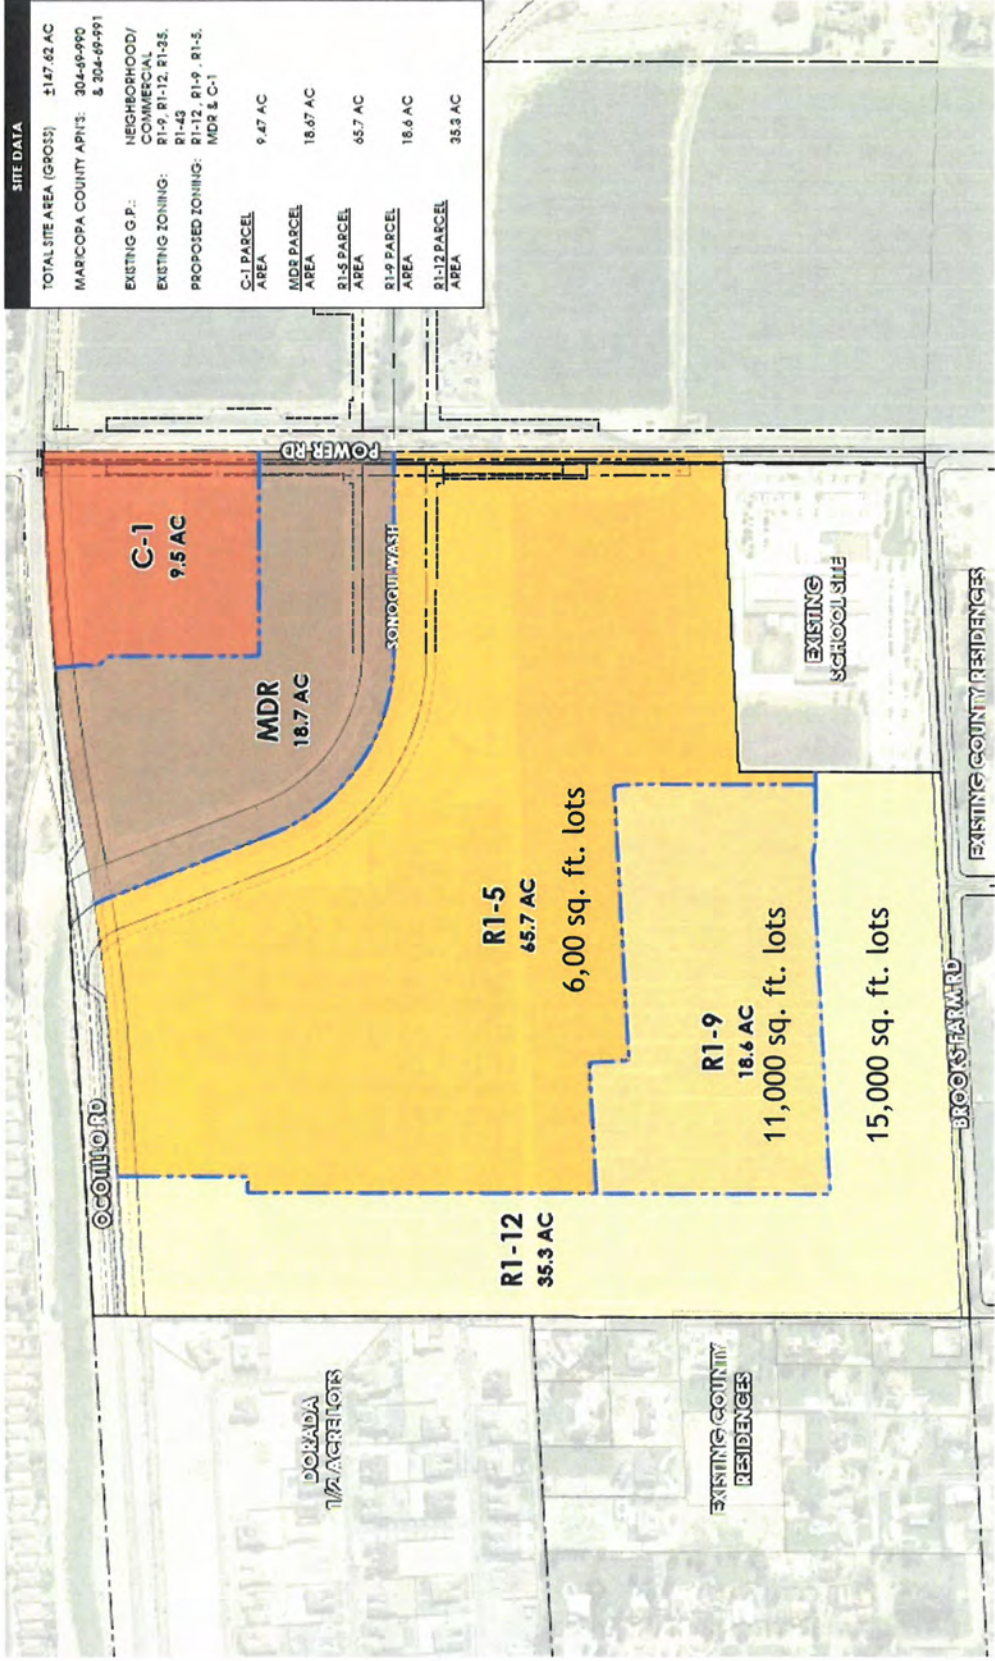 SITE DATA
TOTAL SITE AREA (GROSS) ±147.62 AC
MARICOPA COUNTY APN'S: 304-69-990
& 304-69-991
EXISTING G.P.: NEIGHBORHOOD/
COMMERCIAL
EXISTING ZONING: R1-9, R1-12, R1-35,
R1-43
PROPOSED ZONING: R1-12, R1-9, R1-5,
MDR & C-1
C-1 PARCEL
AREA 9.47 AC
MDR PARCEL
AREA 18.67 AC
R1-5 PARCEL
AREA 65.7 AC
R1-9 PARCEL
AREA 18.6 AC
R1-12 PARCEL
AREA 35.3 AC
OCOTILLO RD
C-1
9.5 AC
POWER RD
MDR
18.7 AC
SONOQUI WASH
R1-5
65.7 AC
6,00 sq. ft. lots
R1-12
35.3 AC
R1-9
18.6 AC
11,000 sq. ft. lots
15,000 sq. ft. lots
EXISTING
SCHOOL SITE
DORADA
1/2 ACRE LOTS
EXISTING COUNTY
RESIDENCES
BROOKS FARM RD
EXISTING COUNTY RESIDENCES